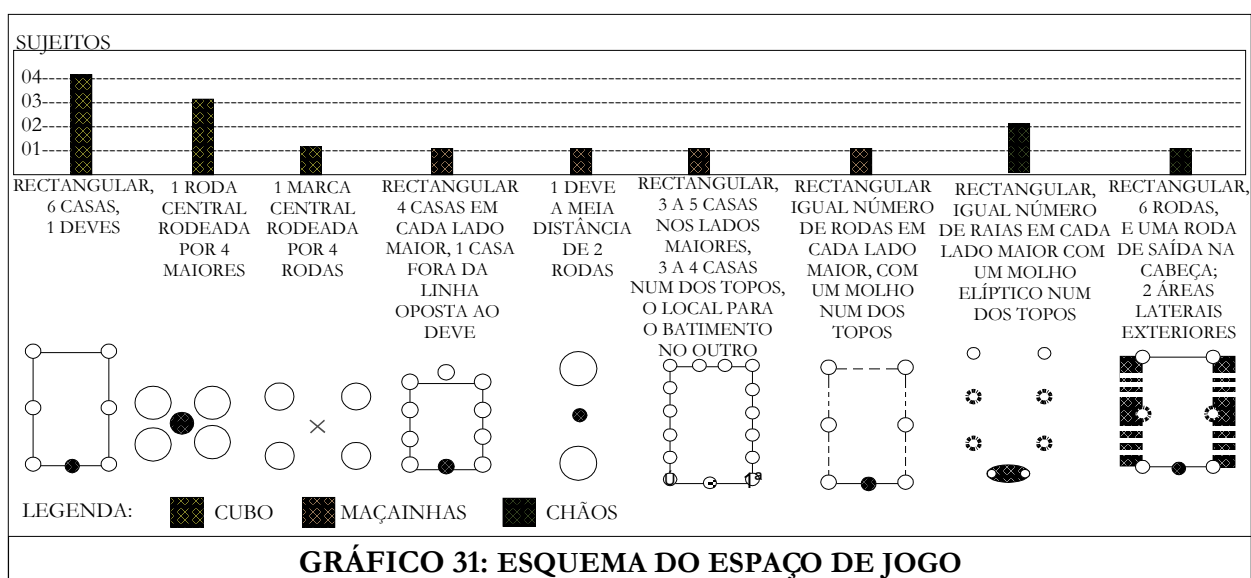 SUJEITOS
04
03
02
01
RECTANGULAR,
6 CASAS,
1 DEVES
1 RODA
CENTRAL
RODEADA
POR 4
MAIORES
1 MARCA
CENTRAL
RODEADA
POR 4
RODAS
RECTANGULAR
4 CASAS EM
CADA LADO
MAIOR, 1 CASA
FORA DA
LINHA
OPOSTA AO
DEVE
1 DEVE
A MEIA
DISTÂNCIA
DE 2
RODAS
RECTANGULAR,
3 A 5 CASAS
NOS LADOS
MAIORES,
3 A 4 CASAS
NUM DOS TOPOS,
O LOCAL PARA
O BATIMENTO
NO OUTRO
RECTANGULAR
IGUAL NÚMERO
DE RODAS EM
CADA LADO
MAIOR, COM
UM MOLHO
NUM DOS
TOPOS
RECTANGULAR,
IGUAL NÚMERO
DE RAIAS EM CADA
LADO MAIOR COM
UM MOLHO
ELÍPTICO NUM
DOS TOPOS
RECTANGULAR,
6 RODAS,
E UMA RODA
DE SAÍDA NA
CABEÇA;
2 ÁREAS
LATERAIS
EXTERIORES
LEGENDA:
CUBO
MAÇAINHAS
CHÃOS
GRÁFICO 31: ESQUEMA DO ESPAÇO DE JOGO